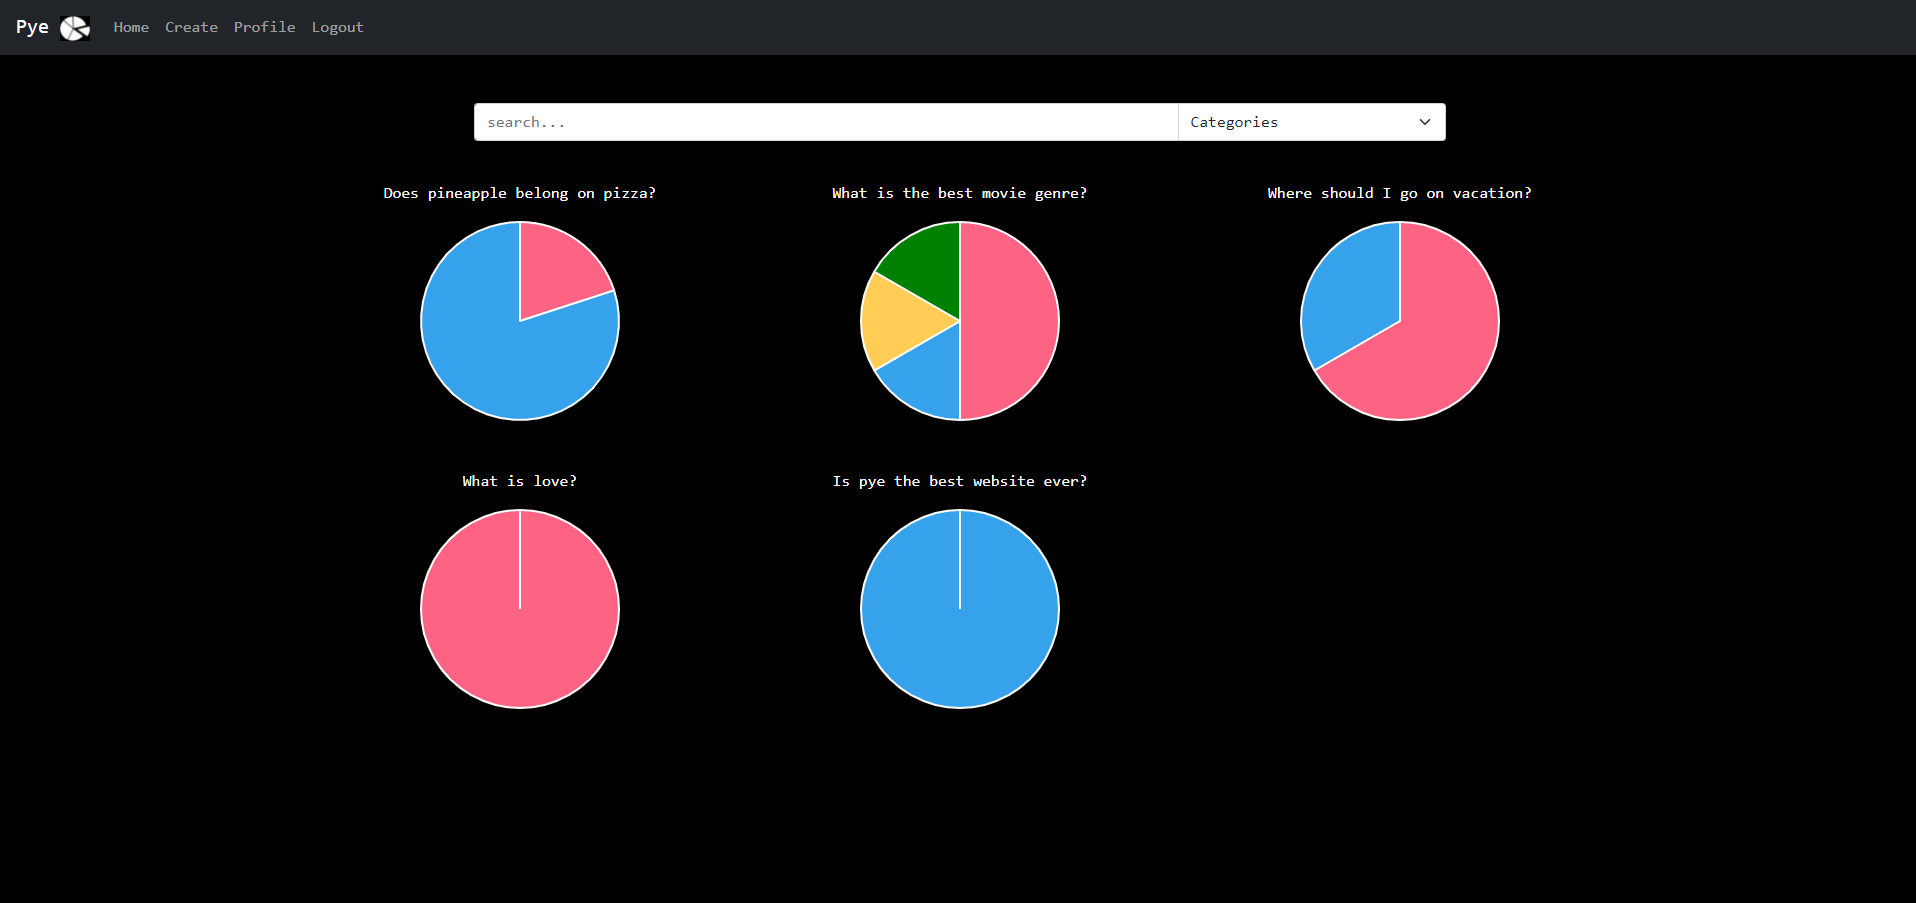 Pye Home Create Profile Logout
search... Categories
Does pineapple belong on pizza? What is the best movie genre? Where should I go on vacation?
What is love? Is pye the best website ever?